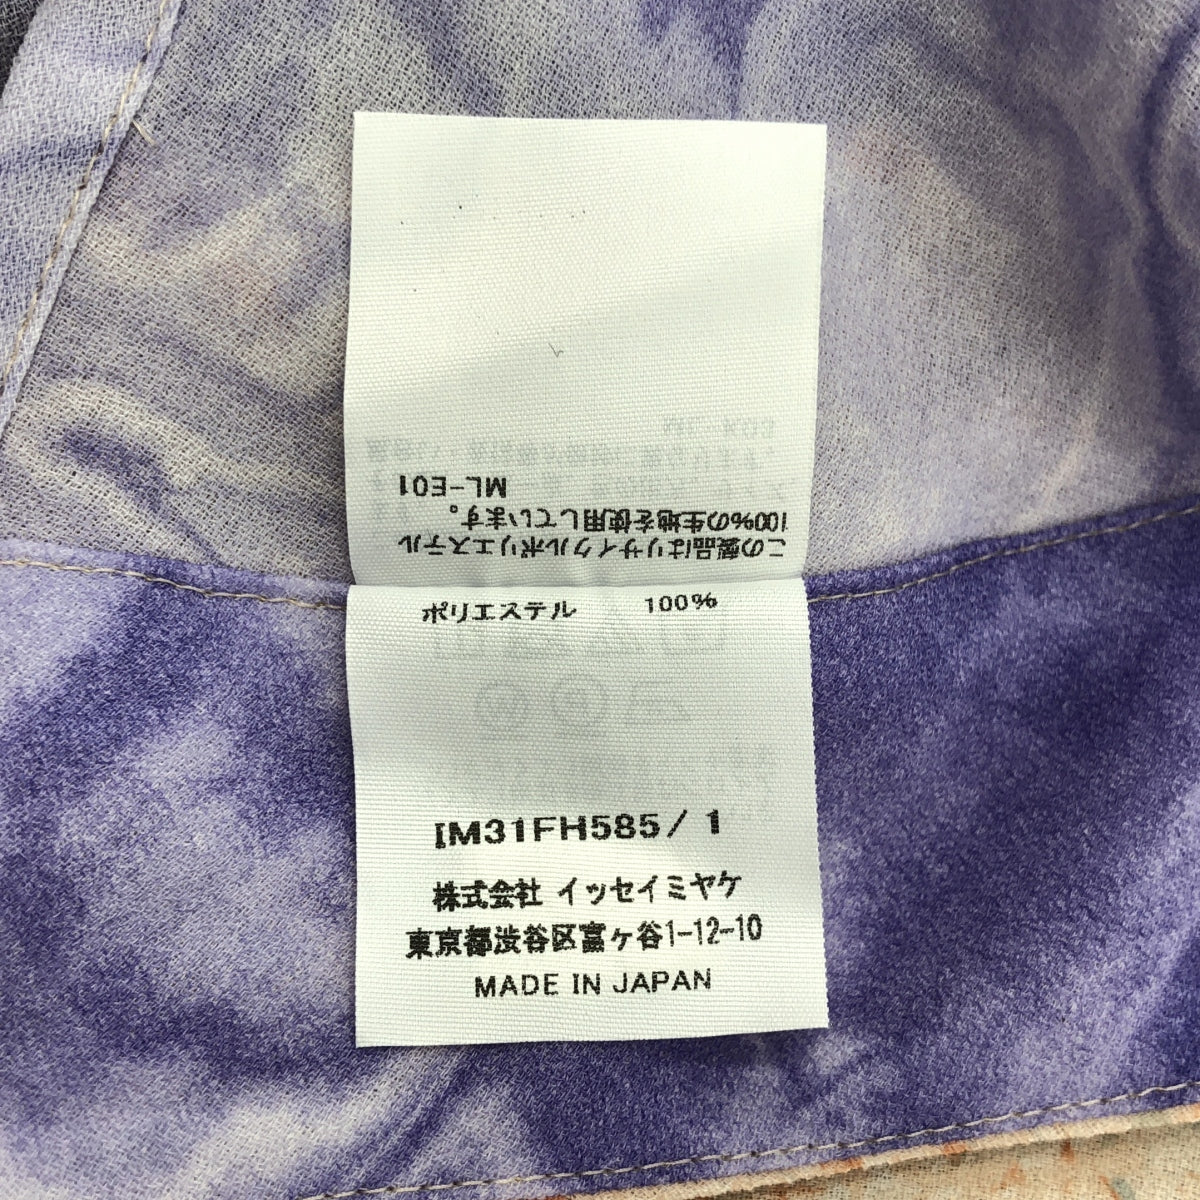 この製品はリサイクルポリエステル
100%の生地を使用しています。
ML-E01
ポリエステル 100%
IM31FH585/ 1
株式会社 イッセイミヤケ
東京都渋谷区富ヶ谷1-12-10
MADE IN JAPAN